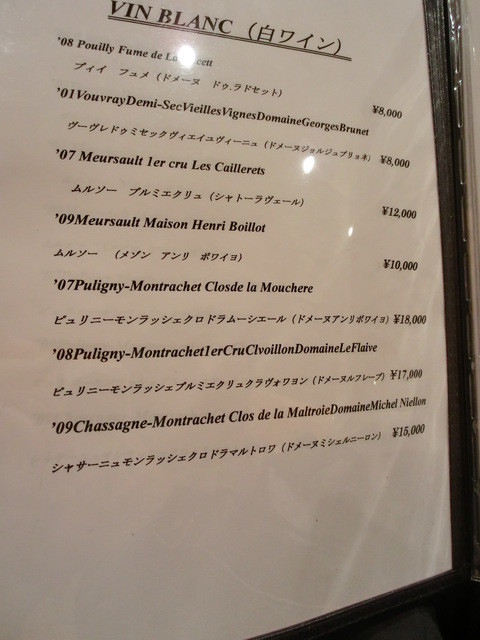 VIN BLANC （白ワイン）
’08 Pouilly Fume de
プイイ　フュメ（ドメーヌ　ドゥ.ラドセット）
¥8,000
’01VouvrayDemi-SecVieillesVignesDomaineGeorgesBrunet
ヴーヴレドゥミセックヴィエイユヴィーニュ（ドメーヌジョルジュブリュネ） ¥8,000
’07 Meursault 1er cru Les Caillerets
ムルソー　プルミエクリュ（シャトーラヴェール）
¥12,000
’09Meursault Maison Henri Boillot
ムルソー　（メゾン　アンリ　ボワイヨ）
¥10,000
’07Puligny-Montrachet Closde la Mouchere
ピュリニーモンラッシェクロドラムーシエール（ドメーヌアンリボワイヨ）¥18,000
’08Puligny-Montrachet1erCruClvoillonDomaineLeFlaive
ピュリニーモンラッシェプルミエクリュクラヴォワヨン（ドメーヌルフレーブ）¥17,000
’09Chassagne-Montrachet Clos de la MaltroieDomaineMichel Niellon
シャサーニュモンラッシェクロドラマルトロワ（ドメーヌミシェルニーロン） ¥15,000